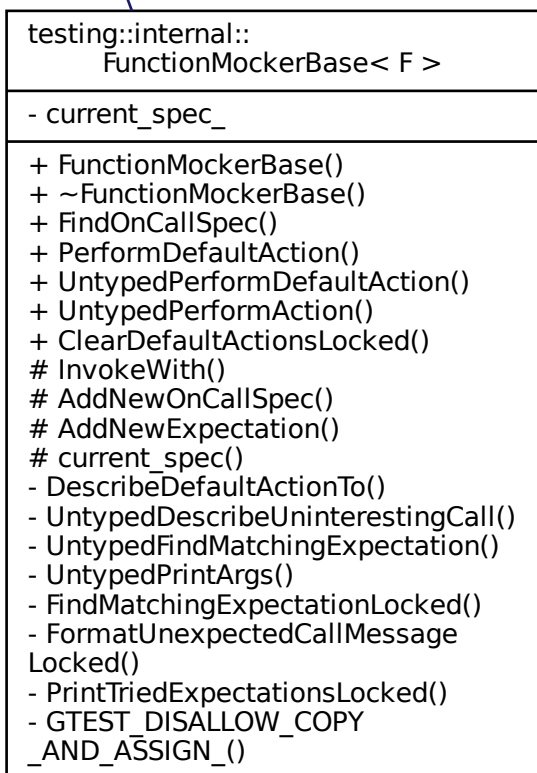 testing::internal::
FunctionMockerBase< F >
- current_spec_
+ FunctionMockerBase()
+ ~FunctionMockerBase()
+ FindOnCallSpec()
+ PerformDefaultAction()
+ UntypedPerformDefaultAction()
+ UntypedPerformAction()
+ ClearDefaultActionsLocked()
# InvokeWith()
# AddNewOnCallSpec()
# AddNewExpectation()
# current_spec()
- DescribeDefaultActionTo()
- UntypedDescribeUninterestingCall()
- UntypedFindMatchingExpectation()
- UntypedPrintArgs()
- FindMatchingExpectationLocked()
- FormatUnexpectedCallMessage
Locked()
- PrintTriedExpectationsLocked()
- GTEST_DISALLOW_COPY
_AND_ASSIGN_()